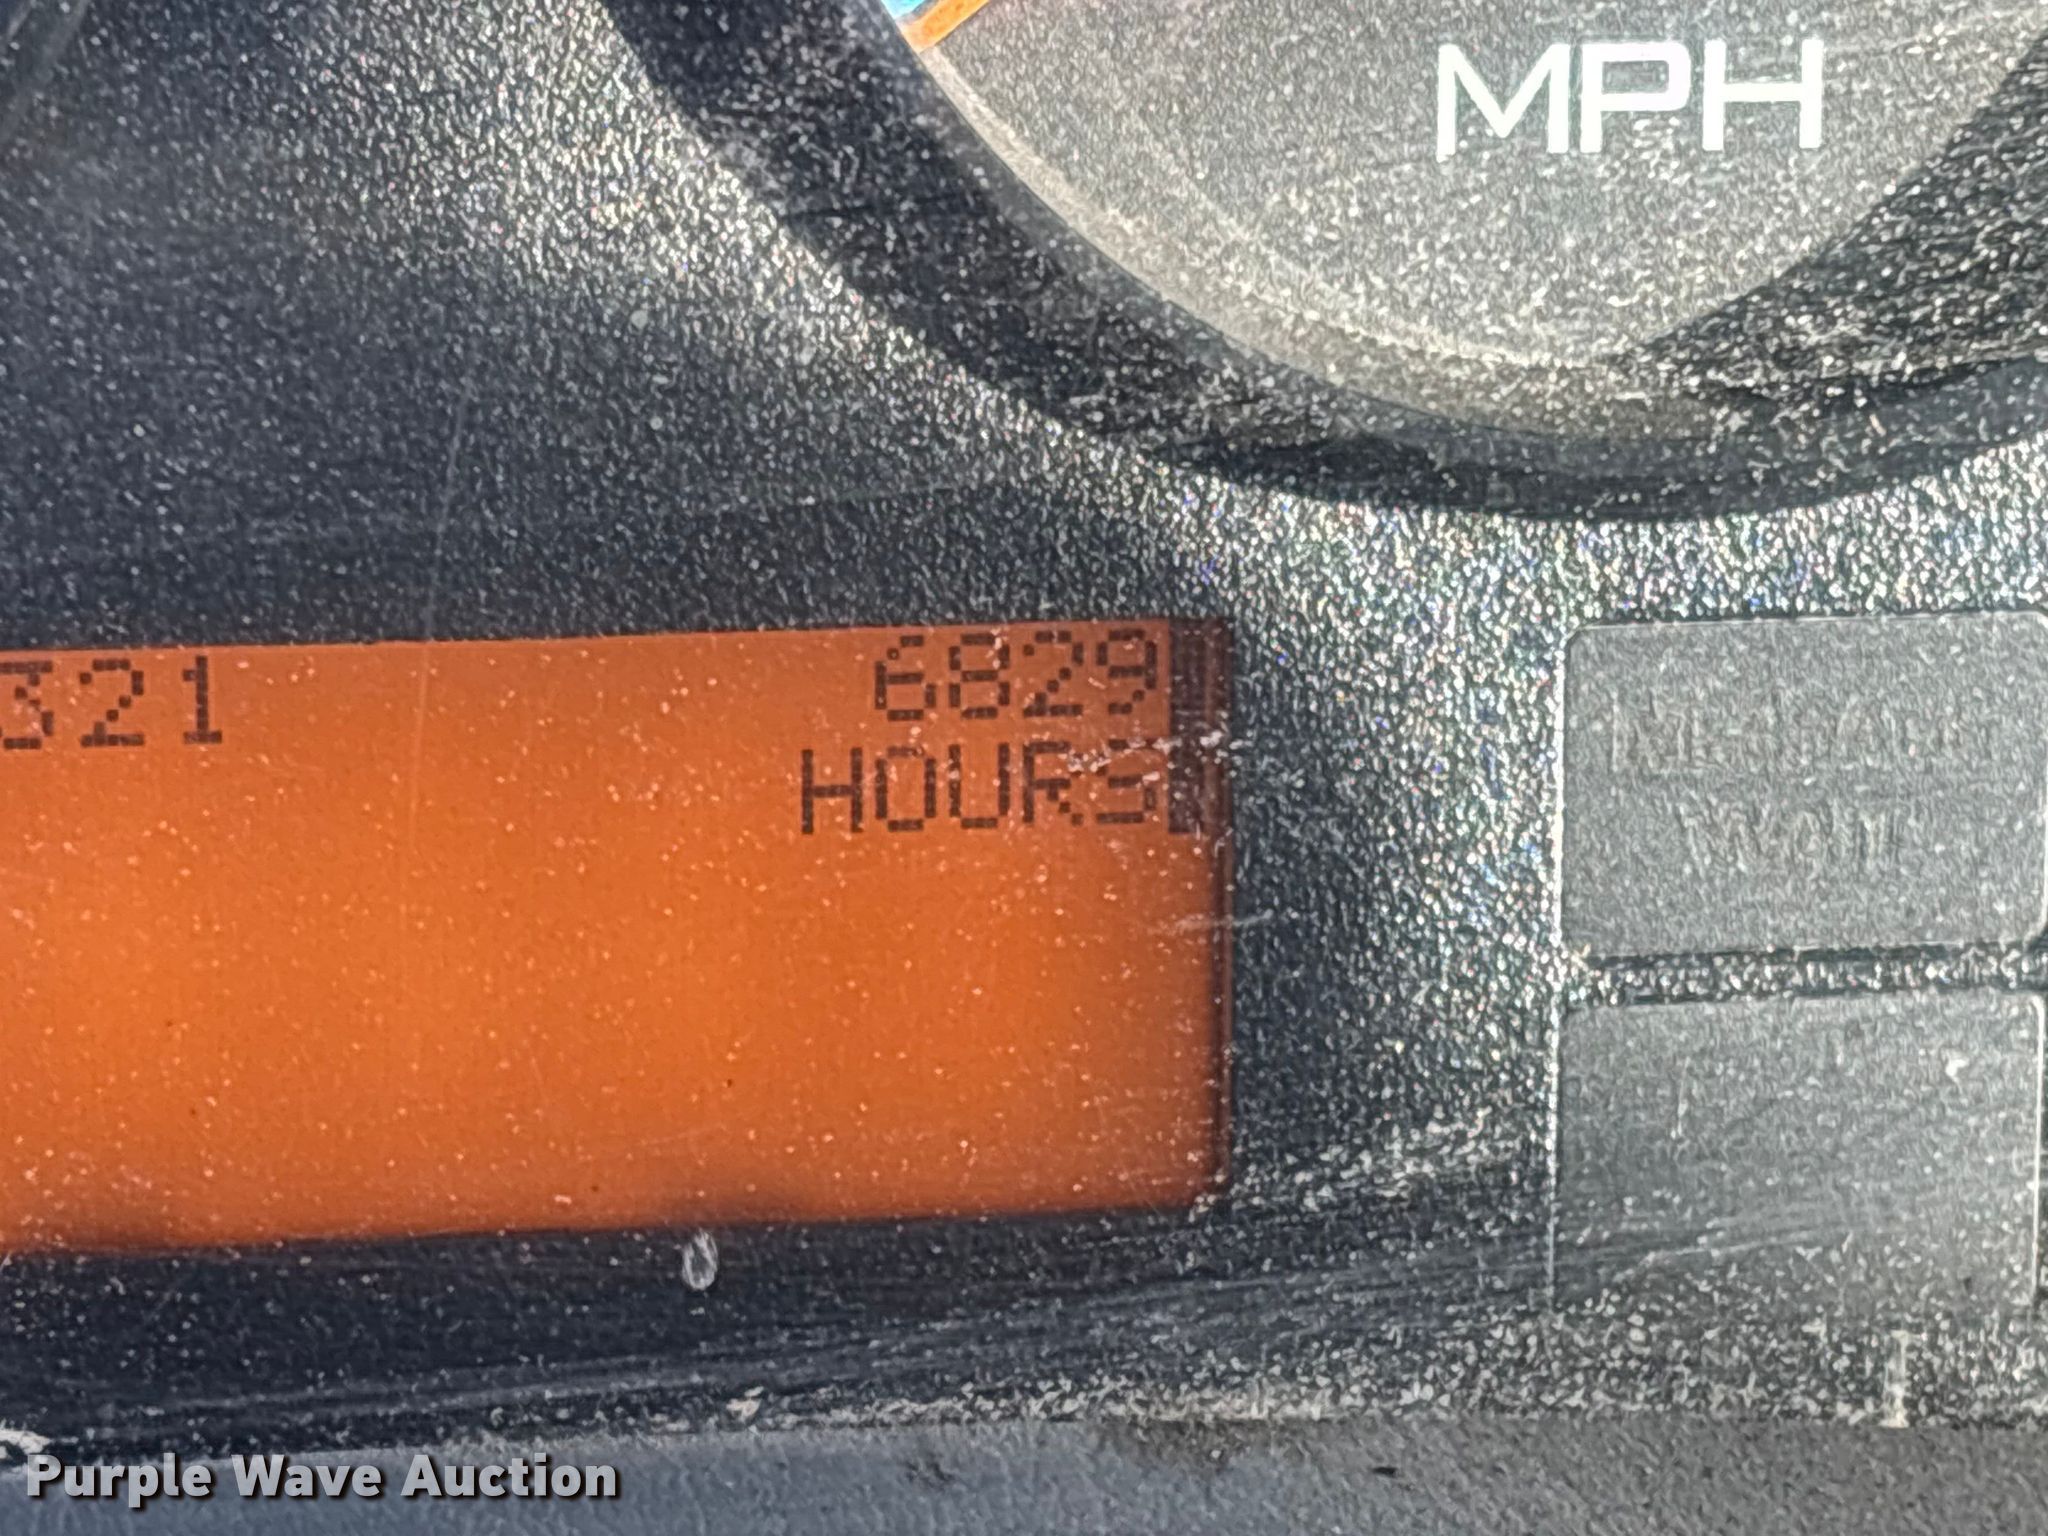 MPH
321 6829
HOURS
Purple Wave Auction